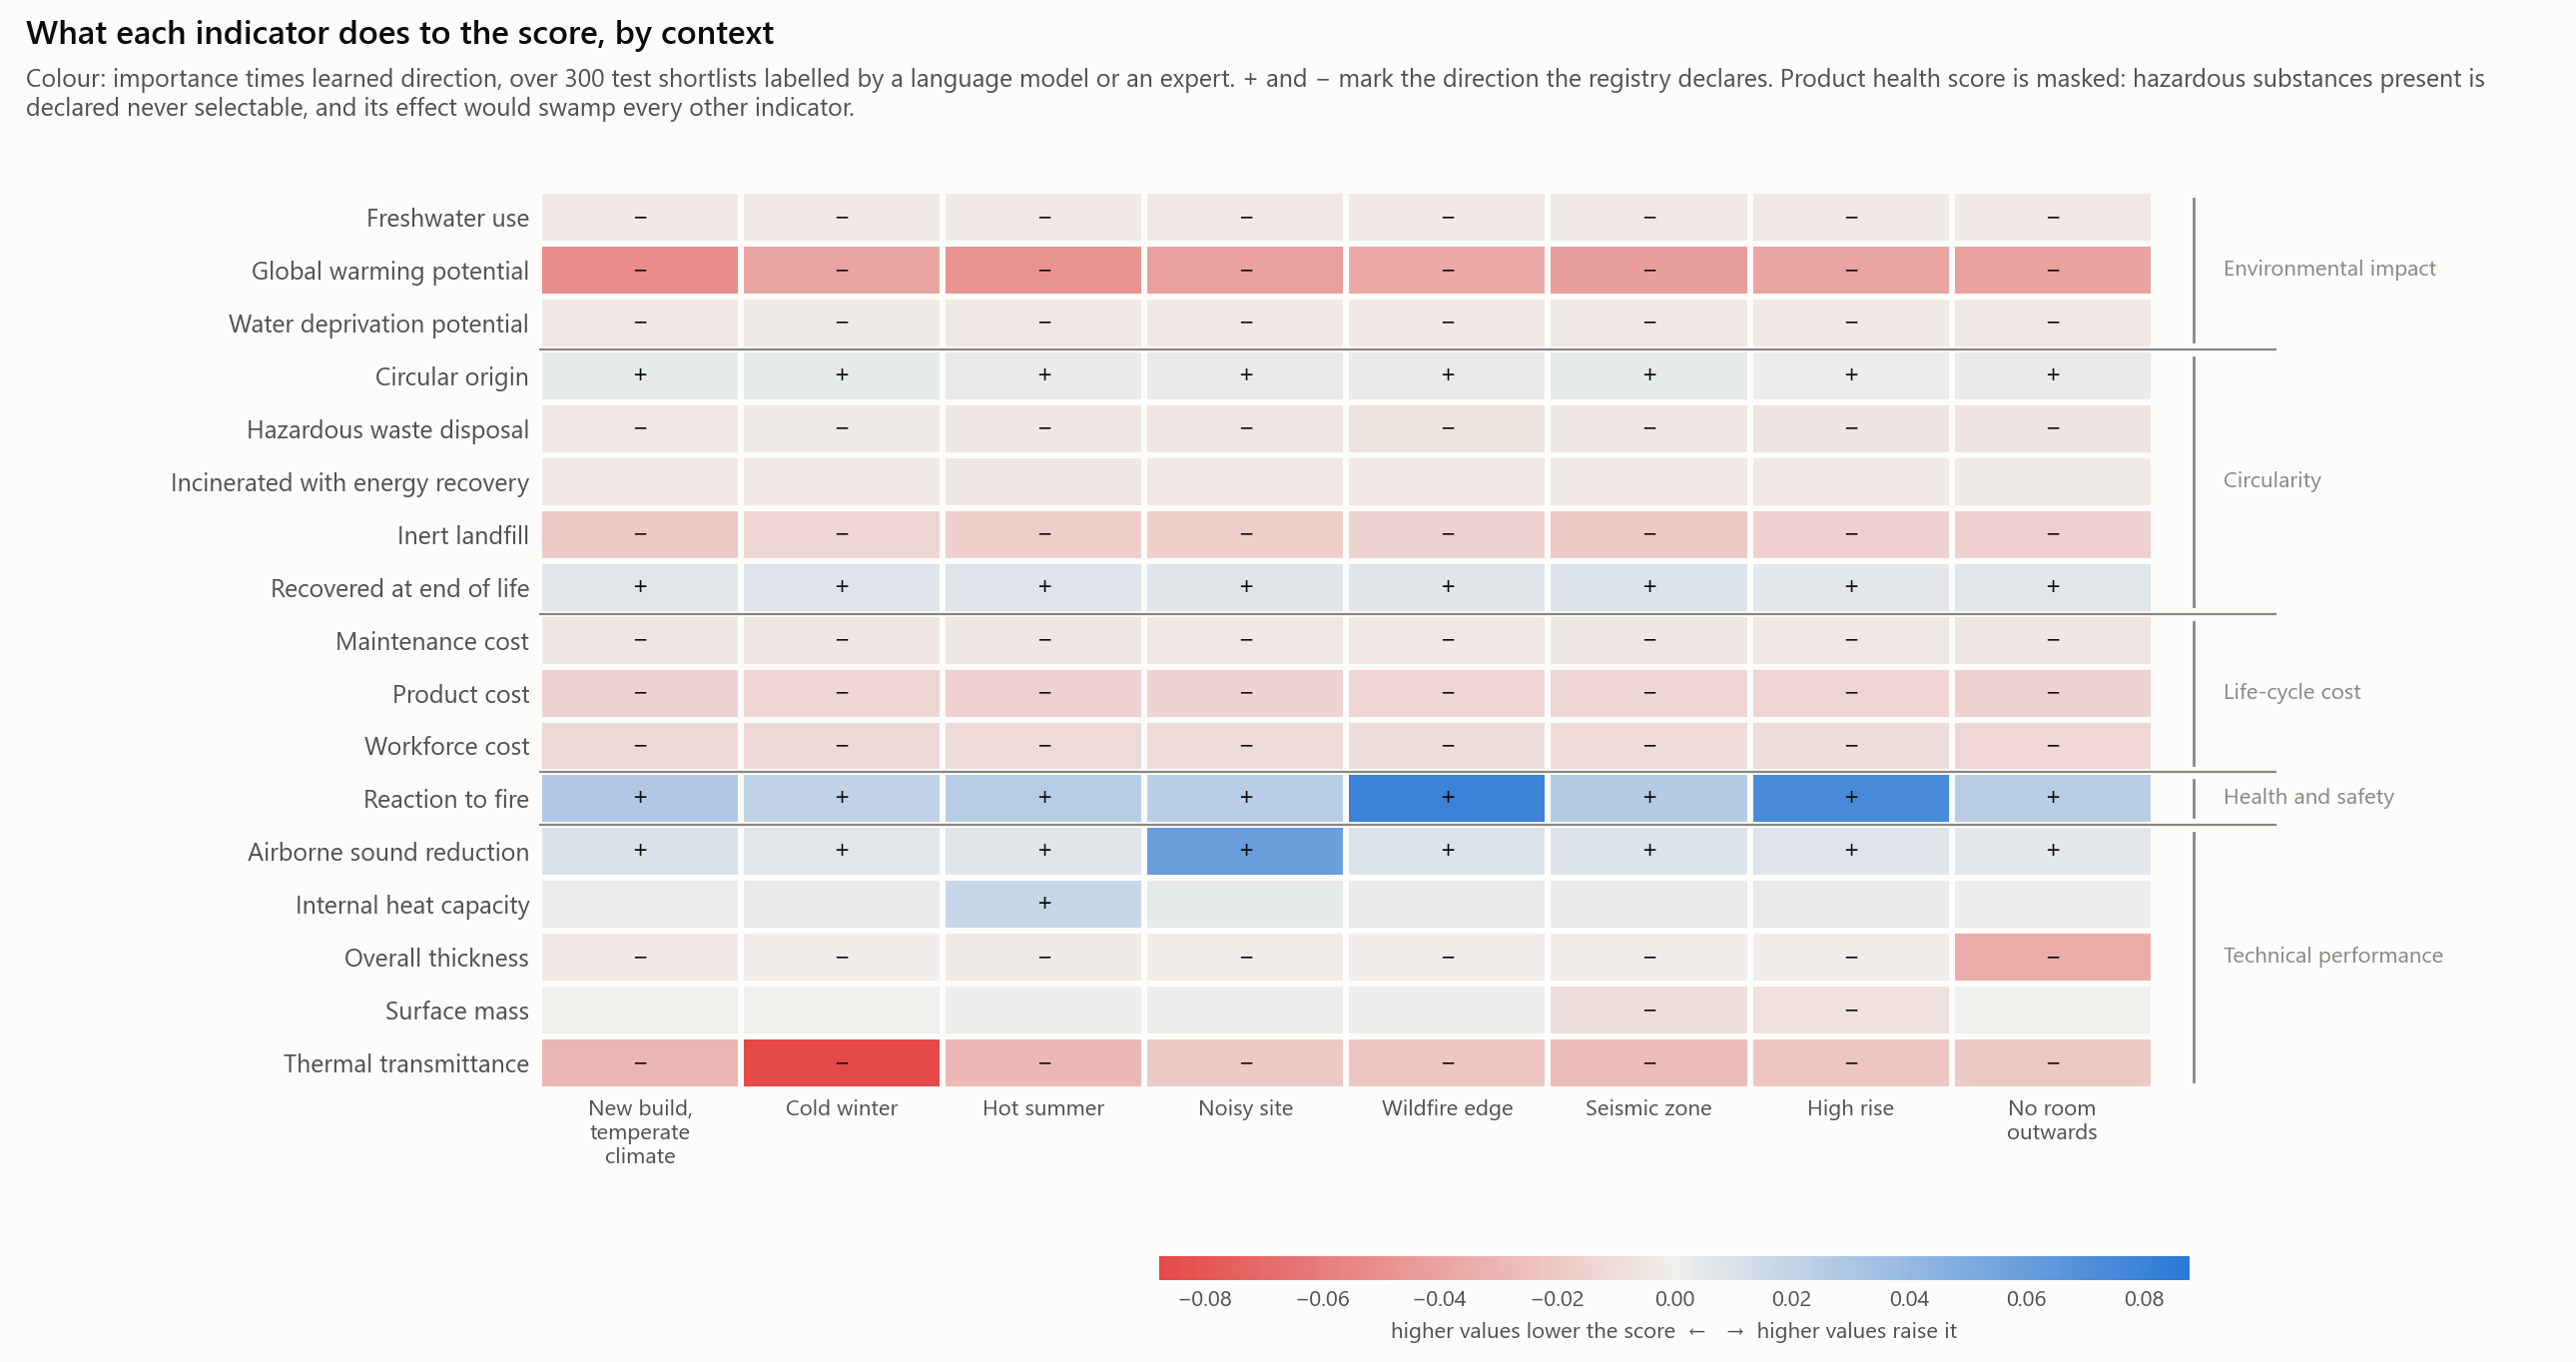 What each indicator does to the score, by context
Colour: importance times learned direction, over 300 test shortlists labelled by a language model or an expert. + and − mark the direction the registry declares. Product health score is masked: hazardous substances present is
declared never selectable, and its effect would swamp every other indicator.
Freshwater use − − − − − − − −
Global warming potential − − − − − − − −
Environmental impact
Water deprivation potential − − − − − − − −
Circular origin + + + + + + + +
Hazardous waste disposal − − − − − − − −
Incinerated with energy recovery
Circularity
Inert landfill − − − − − − − −
Recovered at end of life + + + + + + + +
Maintenance cost − − − − − − − −
Product cost − − − − − − − −
Life-cycle cost
Workforce cost − − − − − − − −
Reaction to fire + + + + + + + +
Health and safety
Airborne sound reduction + + + + + + + +
Internal heat capacity +
Overall thickness − − − − − − − −
Technical performance
Surface mass − −
Thermal transmittance − − − − − − − −
New build,
temperate
climate
Cold winter
Hot summer
Noisy site
Wildfire edge
Seismic zone
High rise
No room
outwards
−0.08 −0.06 −0.04 −0.02 0.00 0.02 0.04 0.06 0.08
higher values lower the score ← → higher values raise it